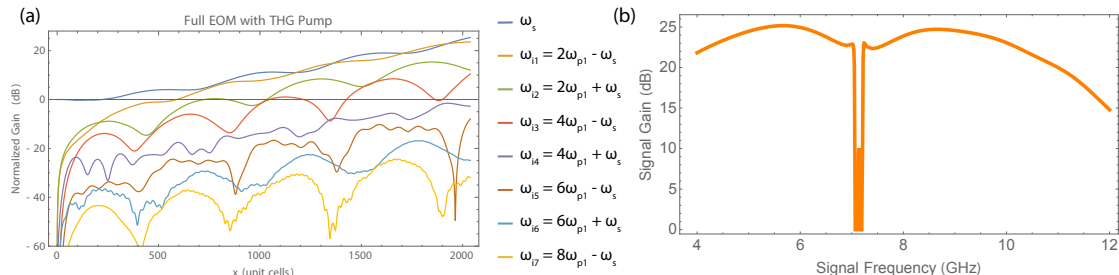 (a)
Full EOM with THG Pump
Normalized Gain (dB)
20
0
- 20
- 40
- 60
0
500
1000
1500
2000
x (unit cells)
ωs
ωi1 = 2ωp1 - ωs
ωi2 = 2ωp1 + ωs
ωi3 = 4ωp1 - ωs
ωi4 = 4ωp1 + ωs
ωi5 = 6ωp1 - ωs
ωi6 = 6ωp1 + ωs
ωi7 = 8ωp1 - ωs
(b)
Signal Gain (dB)
25
20
15
10
5
0
4
6
8
10
12
Signal Frequency (GHz)